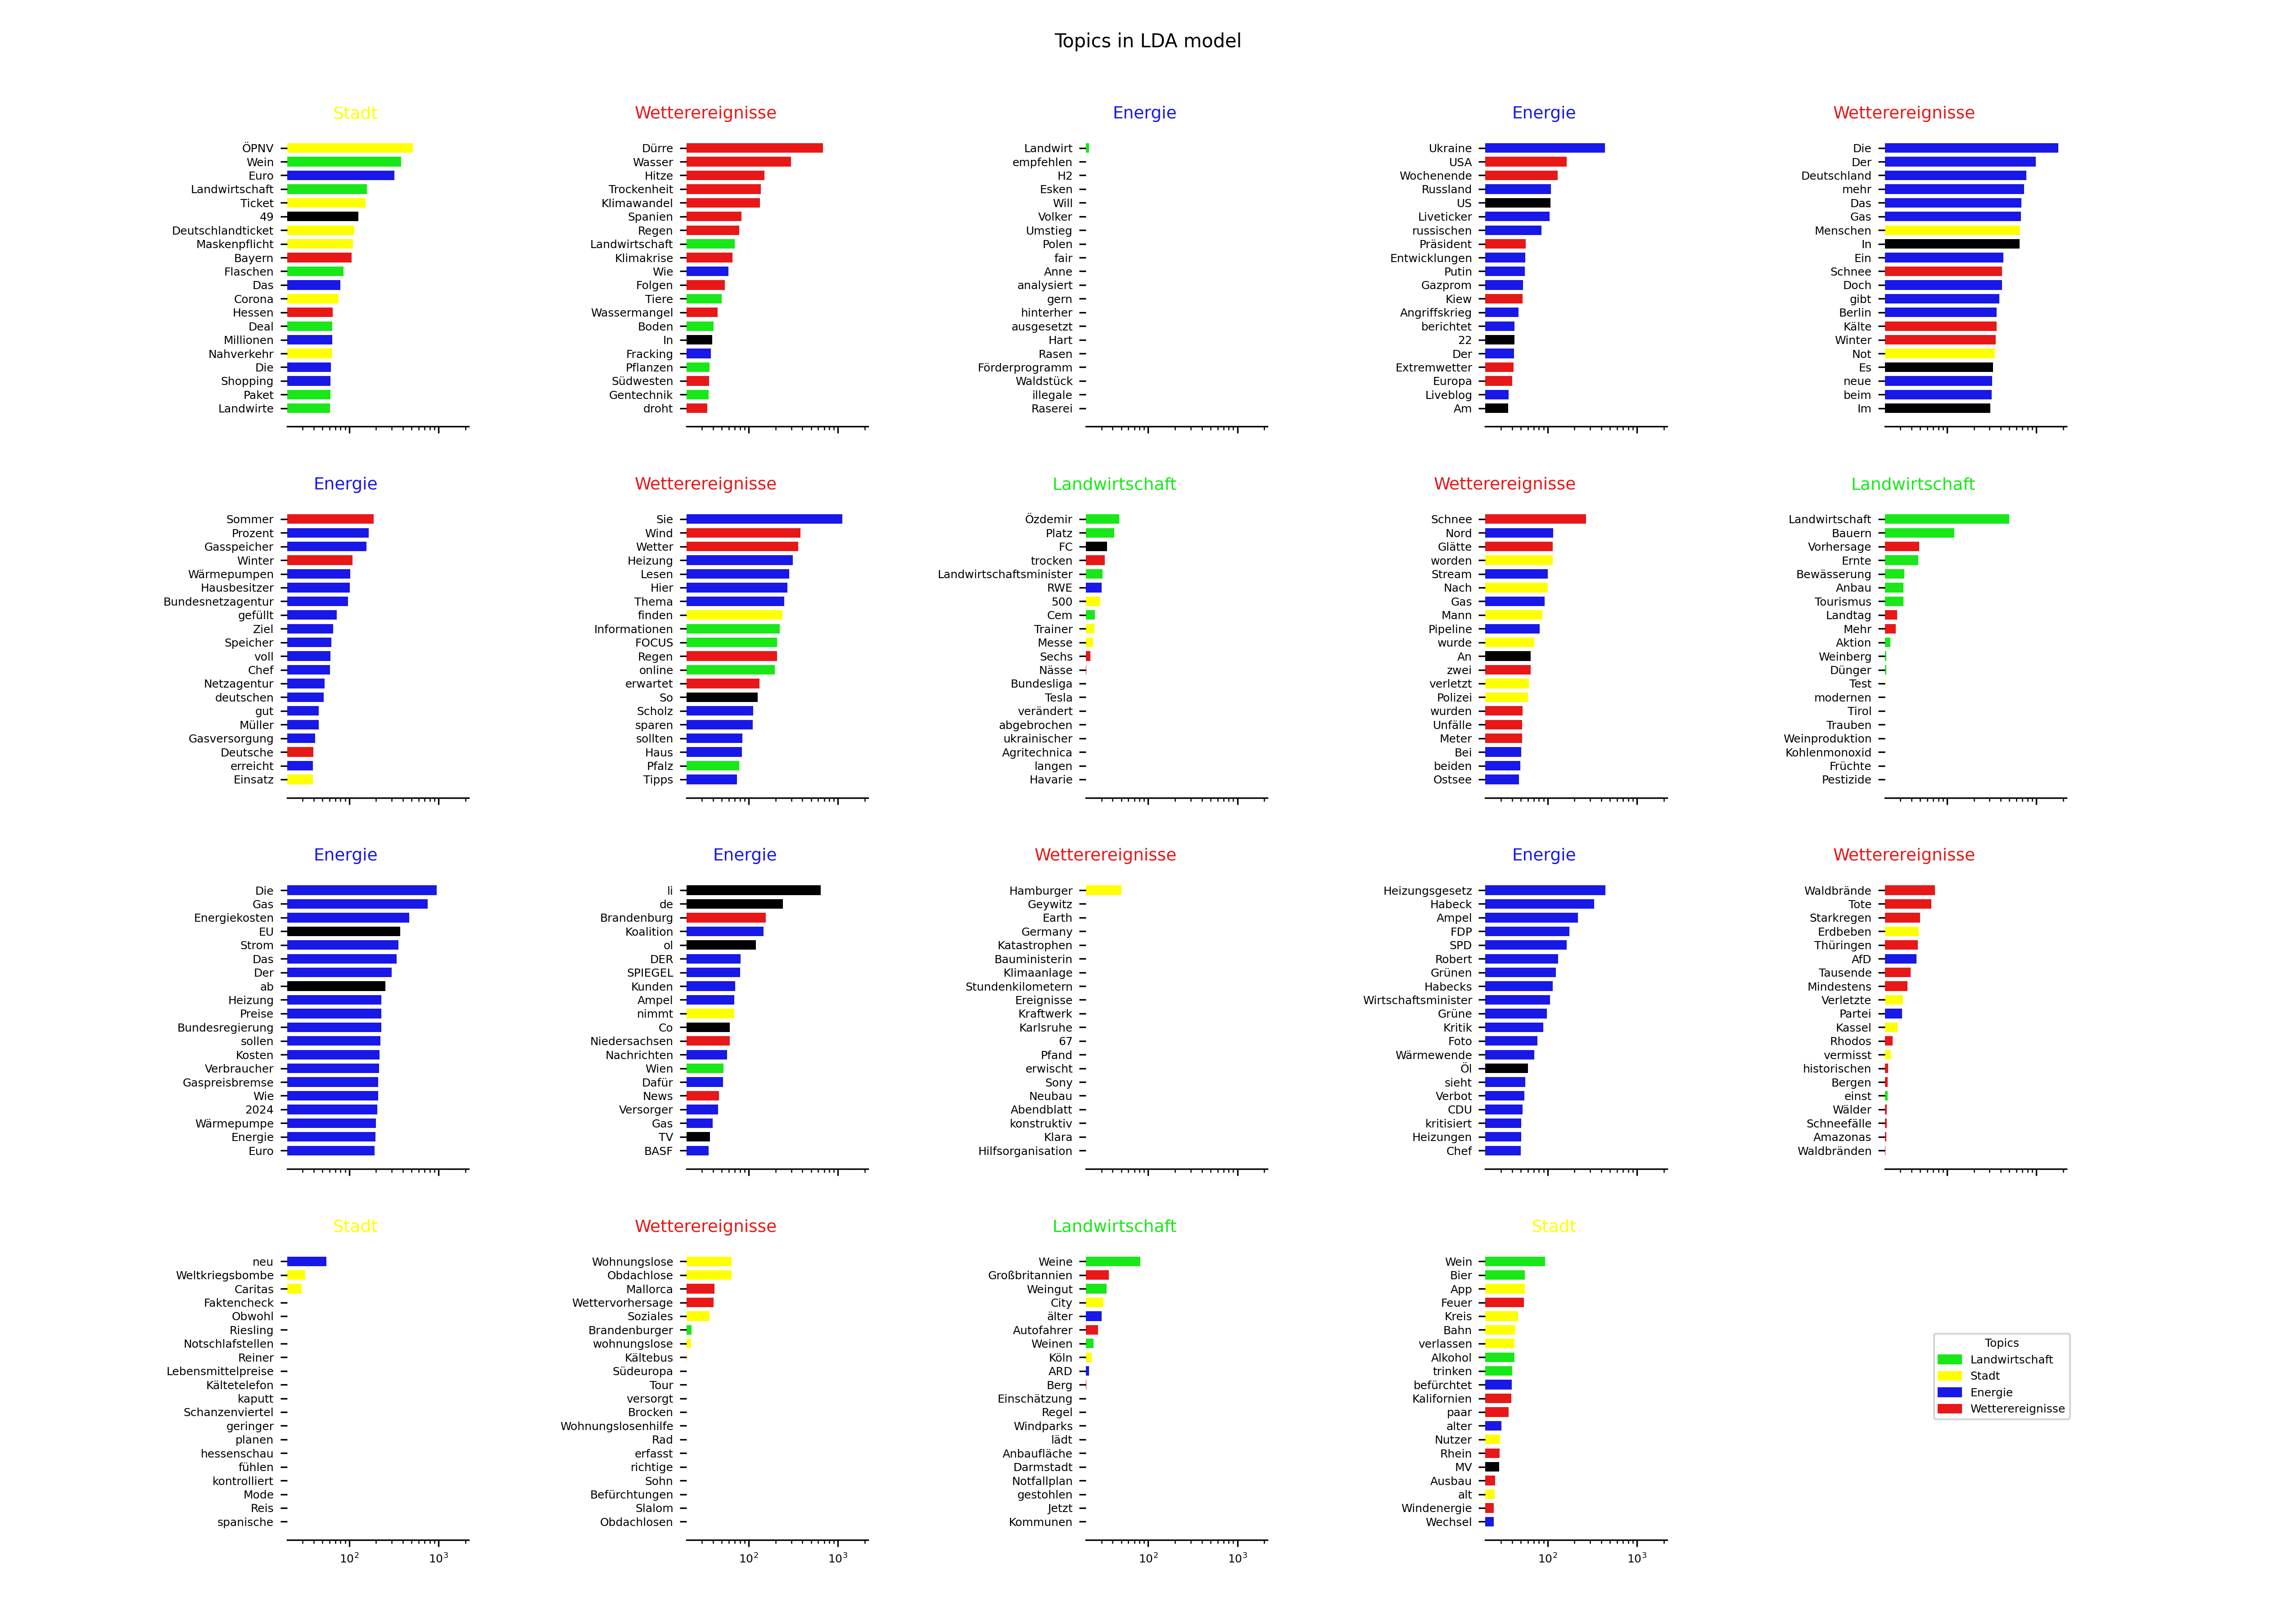 Topics in LDA model
Stadt
ÖPNV
Wein
Euro
Landwirtschaft
Ticket
49
Deutschlandticket
Maskenpflicht
Bayern
Flaschen
Das
Corona
Hessen
Deal
Millionen
Nahverkehr
Die
Shopping
Paket
Landwirte
Wetterereignisse
Dürre
Wasser
Hitze
Trockenheit
Klimawandel
Spanien
Regen
Landwirtschaft
Klimakrise
Wie
Folgen
Tiere
Wassermangel
Boden
In
Fracking
Pflanzen
Südwesten
Gentechnik
droht
Energie
Landwirt
empfehlen
H2
Esken
Will
Volker
Umstieg
Polen
fair
Anne
analysiert
gern
hinterher
ausgesetzt
Hart
Rasen
Förderprogramm
Waldstück
illegale
Raserei
Energie
Ukraine
USA
Wochenende
Russland
US
Liveticker
russischen
Präsident
Entwicklungen
Putin
Gazprom
Kiew
Angriffskrieg
berichtet
22
Der
Extremwetter
Europa
Liveblog
Am
Wetterereignisse
Die
Der
Deutschland
mehr
Das
Gas
Menschen
In
Ein
Schnee
Doch
gibt
Berlin
Kälte
Winter
Not
Es
neue
beim
Im
Energie
Sommer
Prozent
Gasspeicher
Winter
Wärmepumpen
Hausbesitzer
Bundesnetzagentur
gefüllt
Ziel
Speicher
voll
Chef
Netzagentur
deutschen
gut
Müller
Gasversorgung
Deutsche
erreicht
Einsatz
Wetterereignisse
Sie
Wind
Wetter
Heizung
Lesen
Hier
Thema
finden
Informationen
FOCUS
Regen
online
erwartet
So
Scholz
sparen
sollten
Haus
Pfalz
Tipps
Landwirtschaft
Özdemir
Platz
FC
trocken
Landwirtschaftsminister
RWE
500
Cem
Trainer
Messe
Sechs
Nässe
Bundesliga
Tesla
verändert
abgebrochen
ukrainischer
Agritechnica
langen
Havarie
Wetterereignisse
Schnee
Nord
Glätte
worden
Stream
Nach
Gas
Mann
Pipeline
wurde
An
zwei
verletzt
Polizei
wurden
Unfälle
Meter
Bei
beiden
Ostsee
Landwirtschaft
Landwirtschaft
Bauern
Vorhersage
Ernte
Bewässerung
Anbau
Tourismus
Landtag
Mehr
Aktion
Weinberg
Dünger
Test
modernen
Tirol
Trauben
Weinproduktion
Kohlenmonoxid
Früchte
Pestizide
Energie
Die
Gas
Energiekosten
EU
Strom
Das
Der
ab
Heizung
Preise
Bundesregierung
sollen
Kosten
Verbraucher
Gaspreisbremse
Wie
2024
Wärmepumpe
Energie
Euro
Energie
li
de
Brandenburg
Koalition
ol
DER
SPIEGEL
Kunden
Ampel
nimmt
Co
Niedersachsen
Nachrichten
Wien
Dafür
News
Versorger
Gas
TV
BASF
Wetterereignisse
Hamburger
Geywitz
Earth
Germany
Katastrophen
Bauministerin
Klimaanlage
Stundenkilometern
Ereignisse
Kraftwerk
Karlsruhe
67
Pfand
erwischt
Sony
Neubau
Abendblatt
konstruktiv
Klara
Hilfsorganisation
Energie
Heizungsgesetz
Habeck
Ampel
FDP
SPD
Robert
Grünen
Habecks
Wirtschaftsminister
Grüne
Kritik
Foto
Wärmewende
Öl
sieht
Verbot
CDU
kritisiert
Heizungen
Chef
Wetterereignisse
Waldbrände
Tote
Starkregen
Erdbeben
Thüringen
AfD
Tausende
Mindestens
Verletzte
Partei
Kassel
Rhodos
vermisst
historischen
Bergen
einst
Wälder
Schneefälle
Amazonas
Waldbränden
Stadt
neu
Weltkriegsbombe
Caritas
Faktencheck
Obwohl
Riesling
Notschlafstellen
Reiner
Lebensmittelpreise
Kältetelefon
kaputt
Schanzenviertel
geringer
planen
hessenschau
fühlen
kontrolliert
Mode
Reis
spanische
10² 10³
Wetterereignisse
Wohnungslose
Obdachlose
Mallorca
Wettervorhersage
Soziales
Brandenburger
wohnungslose
Kältebus
Südeuropa
Tour
versorgt
Brocken
Wohnungslosenhilfe
Rad
erfasst
richtige
Sohn
Befürchtungen
Slalom
Obdachlosen
10² 10³
Landwirtschaft
Weine
Großbritannien
Weingut
City
älter
Autofahrer
Weinen
Köln
ARD
Berg
Einschätzung
Regel
Windparks
lädt
Anbaufläche
Darmstadt
Notfallplan
gestohlen
Jetzt
Kommunen
10² 10³
Stadt
Wein
Bier
App
Feuer
Kreis
Bahn
verlassen
Alkohol
trinken
befürchtet
Kalifornien
paar
alter
Nutzer
Rhein
MV
Ausbau
alt
Windenergie
Wechsel
10² 10³
Topics
Landwirtschaft
Stadt
Energie
Wetterereignisse